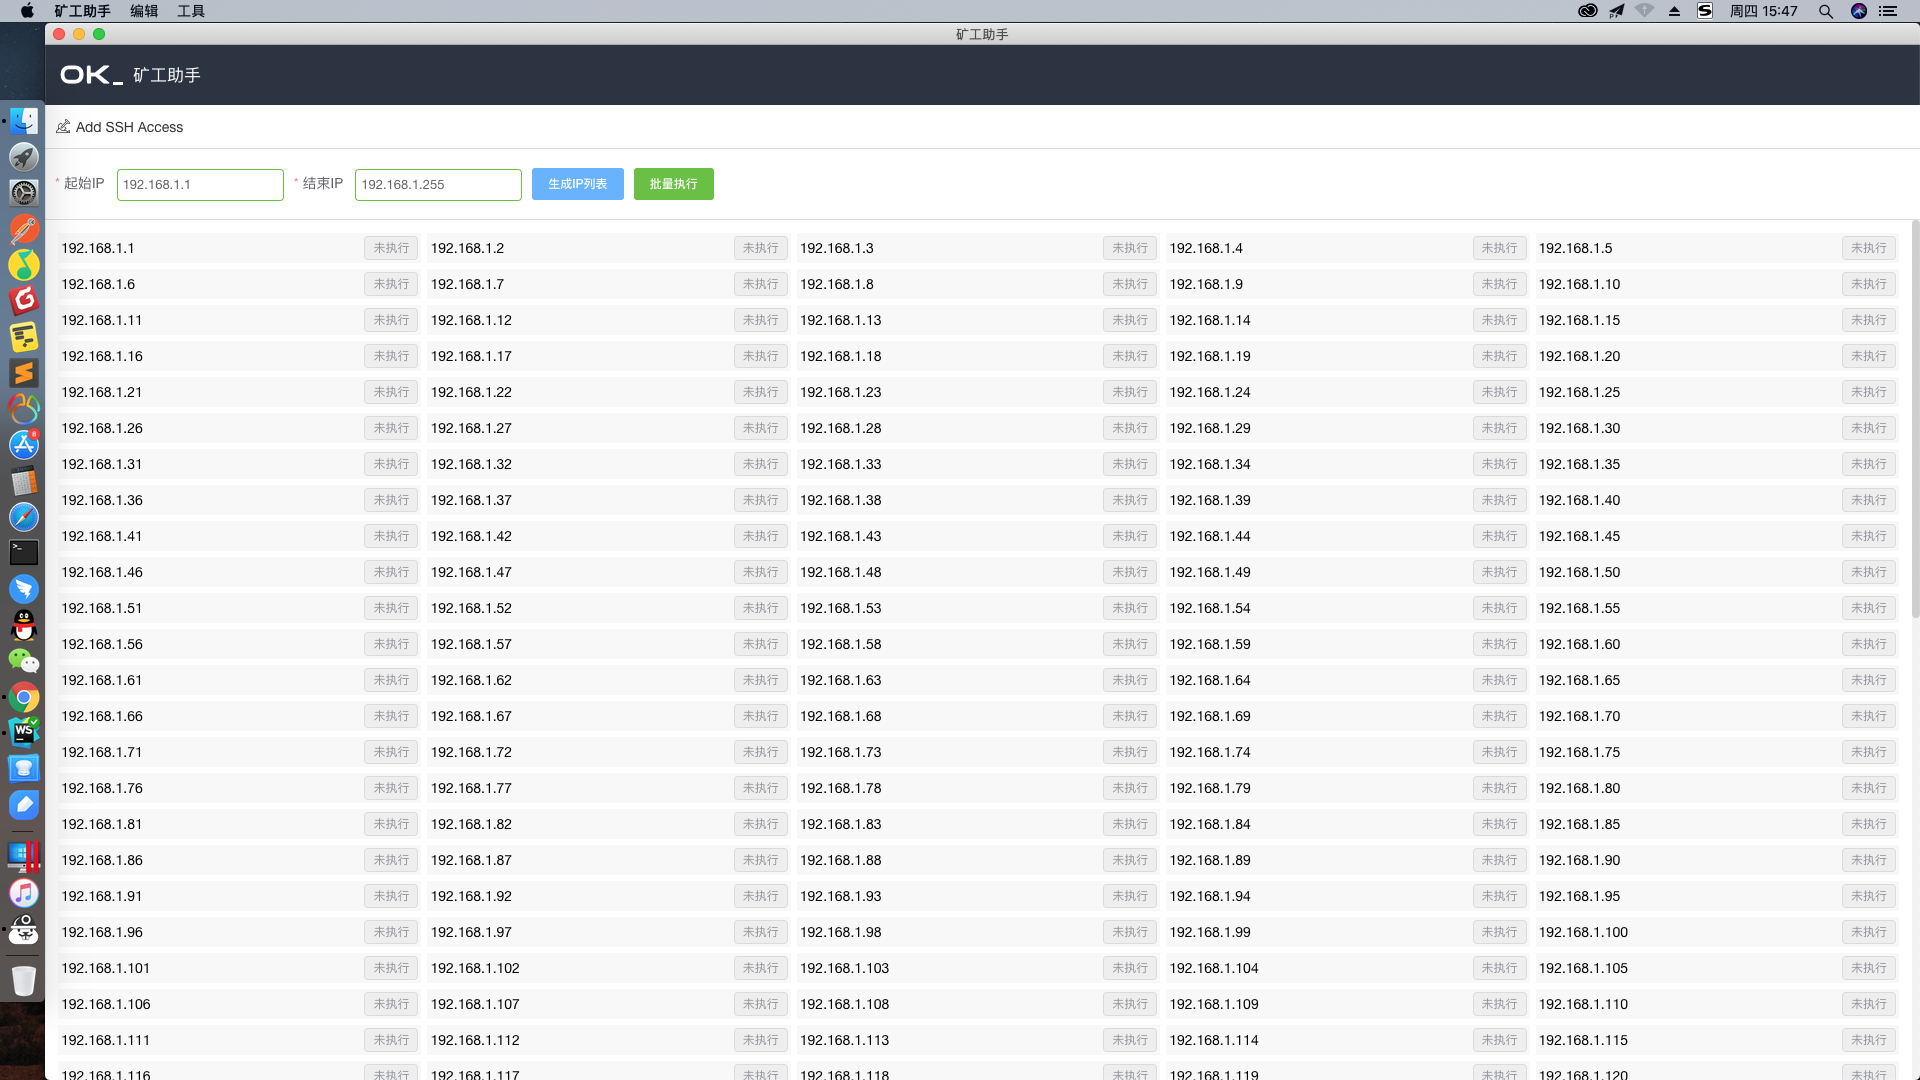 矿工助手 编辑 工具 周四 15:47
矿工助手
OK_ 矿工助手
Add SSH Access
* 起始IP 192.168.1.1 * 结束IP 192.168.1.255 生成IP列表 批量执行
192.168.1.1 未执行 192.168.1.2 未执行 192.168.1.3 未执行 192.168.1.4 未执行 192.168.1.5 未执行
192.168.1.6 未执行 192.168.1.7 未执行 192.168.1.8 未执行 192.168.1.9 未执行 192.168.1.10 未执行
192.168.1.11 未执行 192.168.1.12 未执行 192.168.1.13 未执行 192.168.1.14 未执行 192.168.1.15 未执行
192.168.1.16 未执行 192.168.1.17 未执行 192.168.1.18 未执行 192.168.1.19 未执行 192.168.1.20 未执行
192.168.1.21 未执行 192.168.1.22 未执行 192.168.1.23 未执行 192.168.1.24 未执行 192.168.1.25 未执行
192.168.1.26 未执行 192.168.1.27 未执行 192.168.1.28 未执行 192.168.1.29 未执行 192.168.1.30 未执行
192.168.1.31 未执行 192.168.1.32 未执行 192.168.1.33 未执行 192.168.1.34 未执行 192.168.1.35 未执行
192.168.1.36 未执行 192.168.1.37 未执行 192.168.1.38 未执行 192.168.1.39 未执行 192.168.1.40 未执行
192.168.1.41 未执行 192.168.1.42 未执行 192.168.1.43 未执行 192.168.1.44 未执行 192.168.1.45 未执行
192.168.1.46 未执行 192.168.1.47 未执行 192.168.1.48 未执行 192.168.1.49 未执行 192.168.1.50 未执行
192.168.1.51 未执行 192.168.1.52 未执行 192.168.1.53 未执行 192.168.1.54 未执行 192.168.1.55 未执行
192.168.1.56 未执行 192.168.1.57 未执行 192.168.1.58 未执行 192.168.1.59 未执行 192.168.1.60 未执行
192.168.1.61 未执行 192.168.1.62 未执行 192.168.1.63 未执行 192.168.1.64 未执行 192.168.1.65 未执行
192.168.1.66 未执行 192.168.1.67 未执行 192.168.1.68 未执行 192.168.1.69 未执行 192.168.1.70 未执行
192.168.1.71 未执行 192.168.1.72 未执行 192.168.1.73 未执行 192.168.1.74 未执行 192.168.1.75 未执行
192.168.1.76 未执行 192.168.1.77 未执行 192.168.1.78 未执行 192.168.1.79 未执行 192.168.1.80 未执行
192.168.1.81 未执行 192.168.1.82 未执行 192.168.1.83 未执行 192.168.1.84 未执行 192.168.1.85 未执行
192.168.1.86 未执行 192.168.1.87 未执行 192.168.1.88 未执行 192.168.1.89 未执行 192.168.1.90 未执行
192.168.1.91 未执行 192.168.1.92 未执行 192.168.1.93 未执行 192.168.1.94 未执行 192.168.1.95 未执行
192.168.1.96 未执行 192.168.1.97 未执行 192.168.1.98 未执行 192.168.1.99 未执行 192.168.1.100 未执行
192.168.1.101 未执行 192.168.1.102 未执行 192.168.1.103 未执行 192.168.1.104 未执行 192.168.1.105 未执行
192.168.1.106 未执行 192.168.1.107 未执行 192.168.1.108 未执行 192.168.1.109 未执行 192.168.1.110 未执行
192.168.1.111 未执行 192.168.1.112 未执行 192.168.1.113 未执行 192.168.1.114 未执行 192.168.1.115 未执行
192.168.1.116 未执行 192.168.1.117 未执行 192.168.1.118 未执行 192.168.1.119 未执行 192.168.1.120 未执行